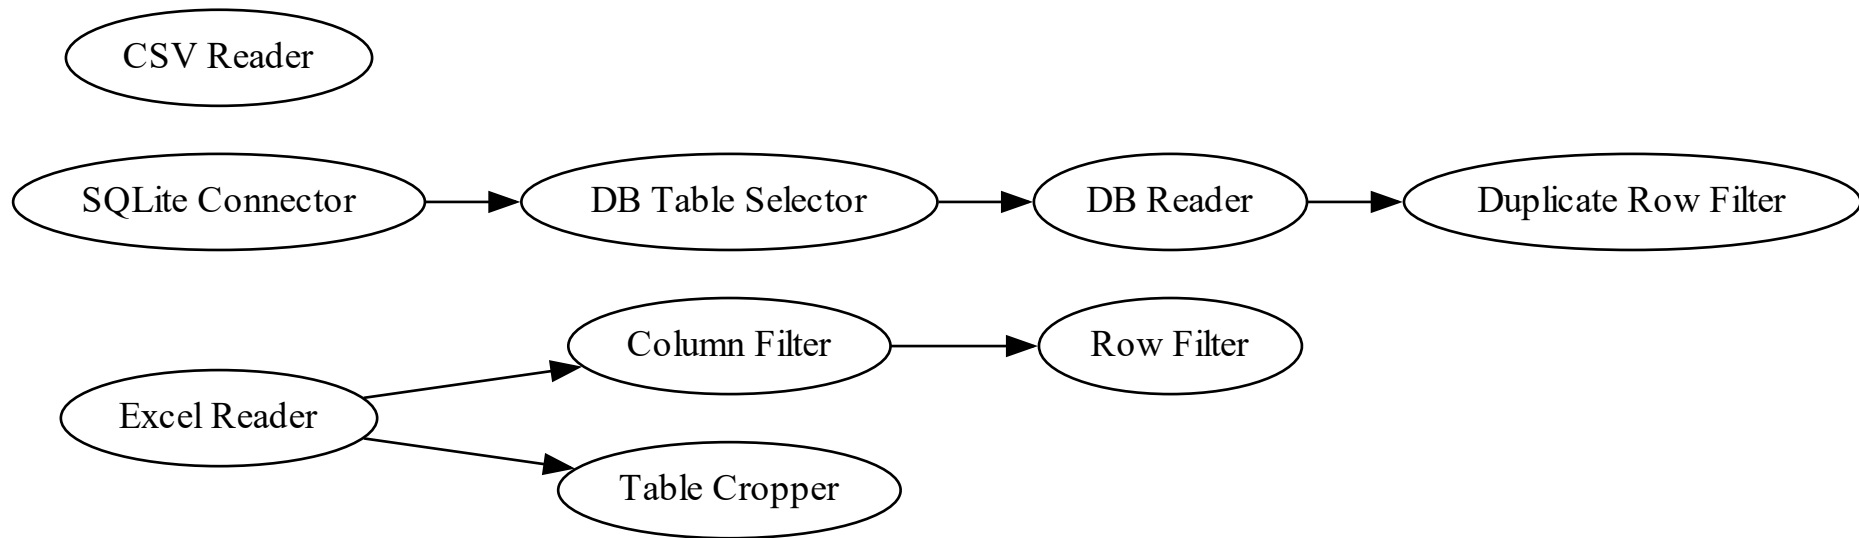 CSV Reader
SQLite Connector
DB Table Selector
DB Reader
Duplicate Row Filter
Column Filter
Row Filter
Excel Reader
Table Cropper